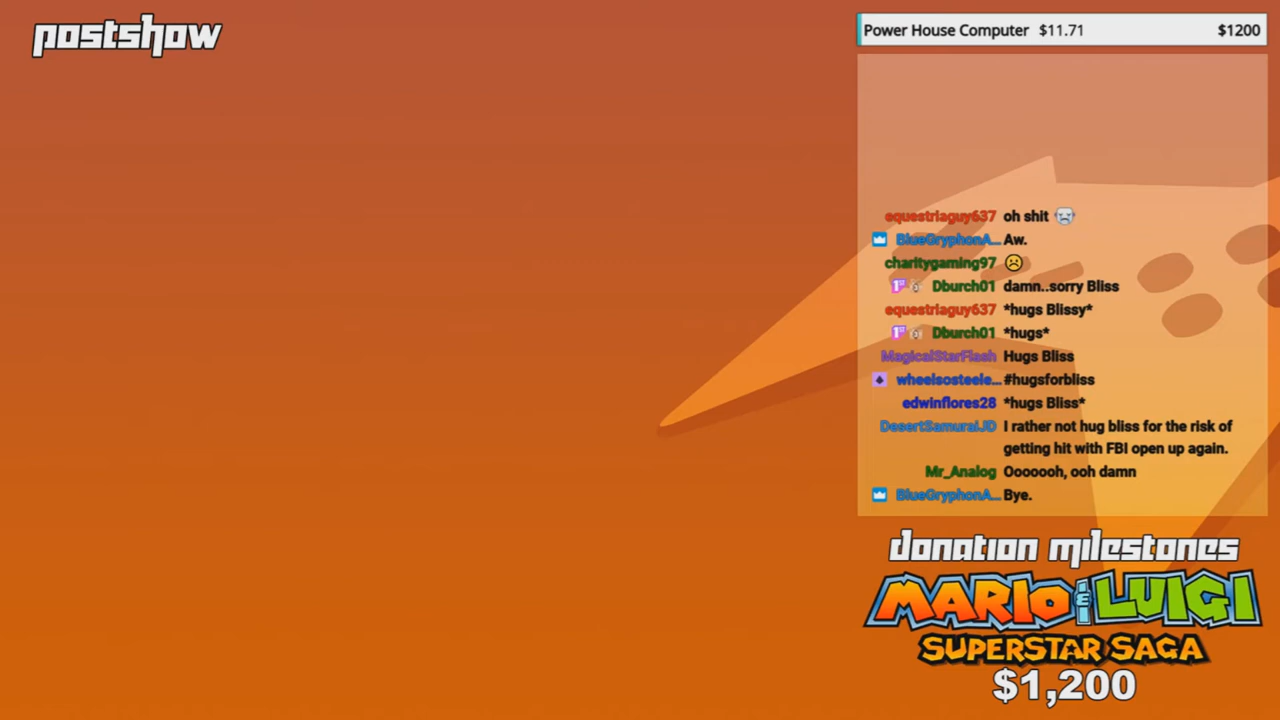 postshow
Power House Computer $11.71 $1200
equestriaguy637 oh shit
BlueGryphonA... Aw.
charitygaming97
Dburch01 damn..sorry Bliss
equestriaguy637 *hugs Blissy*
Dburch01 *hugs*
MagicalStarFlash Hugs Bliss
wheelsosteele... #hugsforbliss
edwinflores28 *hugs Bliss*
DesertSamuraiJD I rather not hug bliss for the risk of
getting hit with FBI open up again.
Mr_Analog Ooooooh, ooh damn
BlueGryphonA... Bye.
donation milestones
MARIO & LUIGI
SUPERSTAR SAGA
$1,200